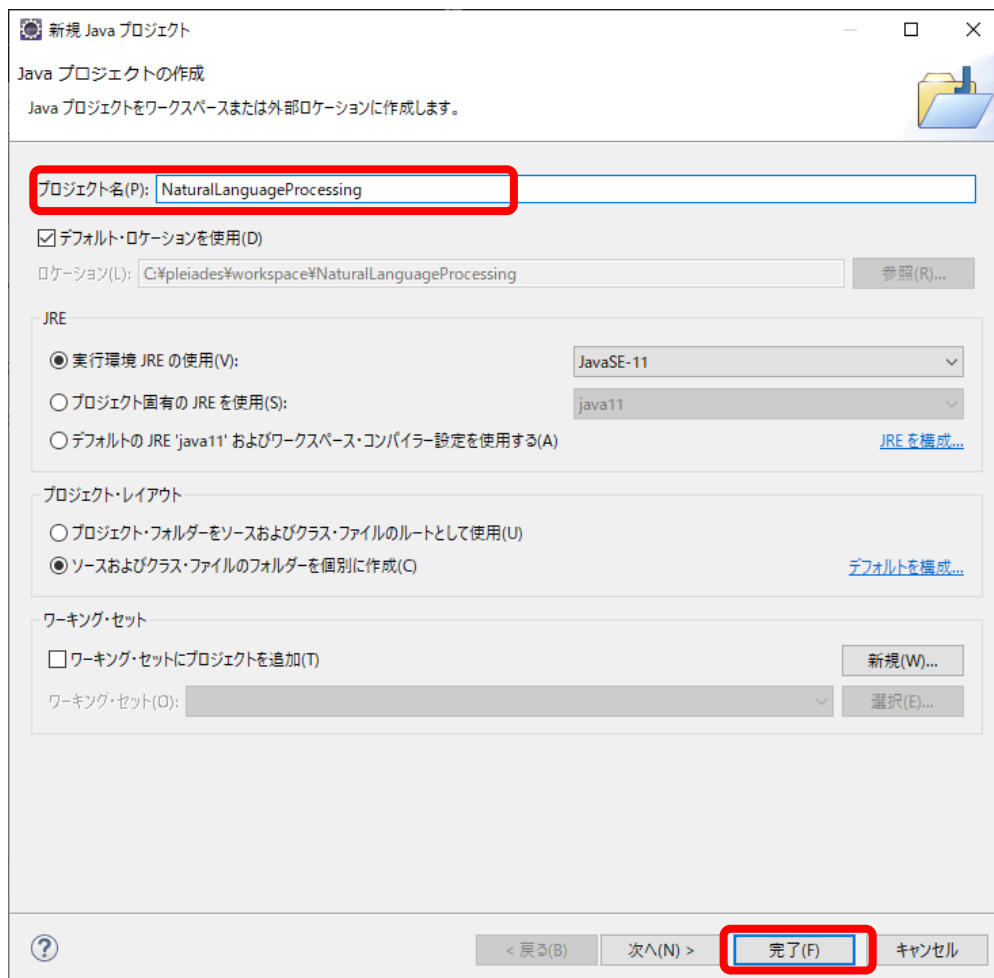 新規 Java プロジェクト
Java プロジェクトの作成
Java プロジェクトをワークスペースまたは外部ロケーションに作成します。
プロジェクト名(P): NaturalLanguageProcessing
デフォルト・ロケーションを使用(D)
ロケーション(L): C:¥pleiades¥workspace¥NaturalLanguageProcessing 参照(R)...
JRE
実行環境 JRE の使用(V): JavaSE-11
プロジェクト固有の JRE を使用(S): java11
デフォルトの JRE 'java11' およびワークスペース・コンパイラー設定を使用する(A) JRE を構成...
プロジェクト・レイアウト
プロジェクト・フォルダーをソースおよびクラス・ファイルのルートとして使用(U)
ソースおよびクラス・ファイルのフォルダーを個別に作成(C) デフォルトを構成...
ワーキング・セット
ワーキング・セットにプロジェクトを追加(T) 新規(W)...
ワーキング・セット(O): 選択(E)...
? < 戻る(B) 次へ(N) > 完了(F) キャンセル